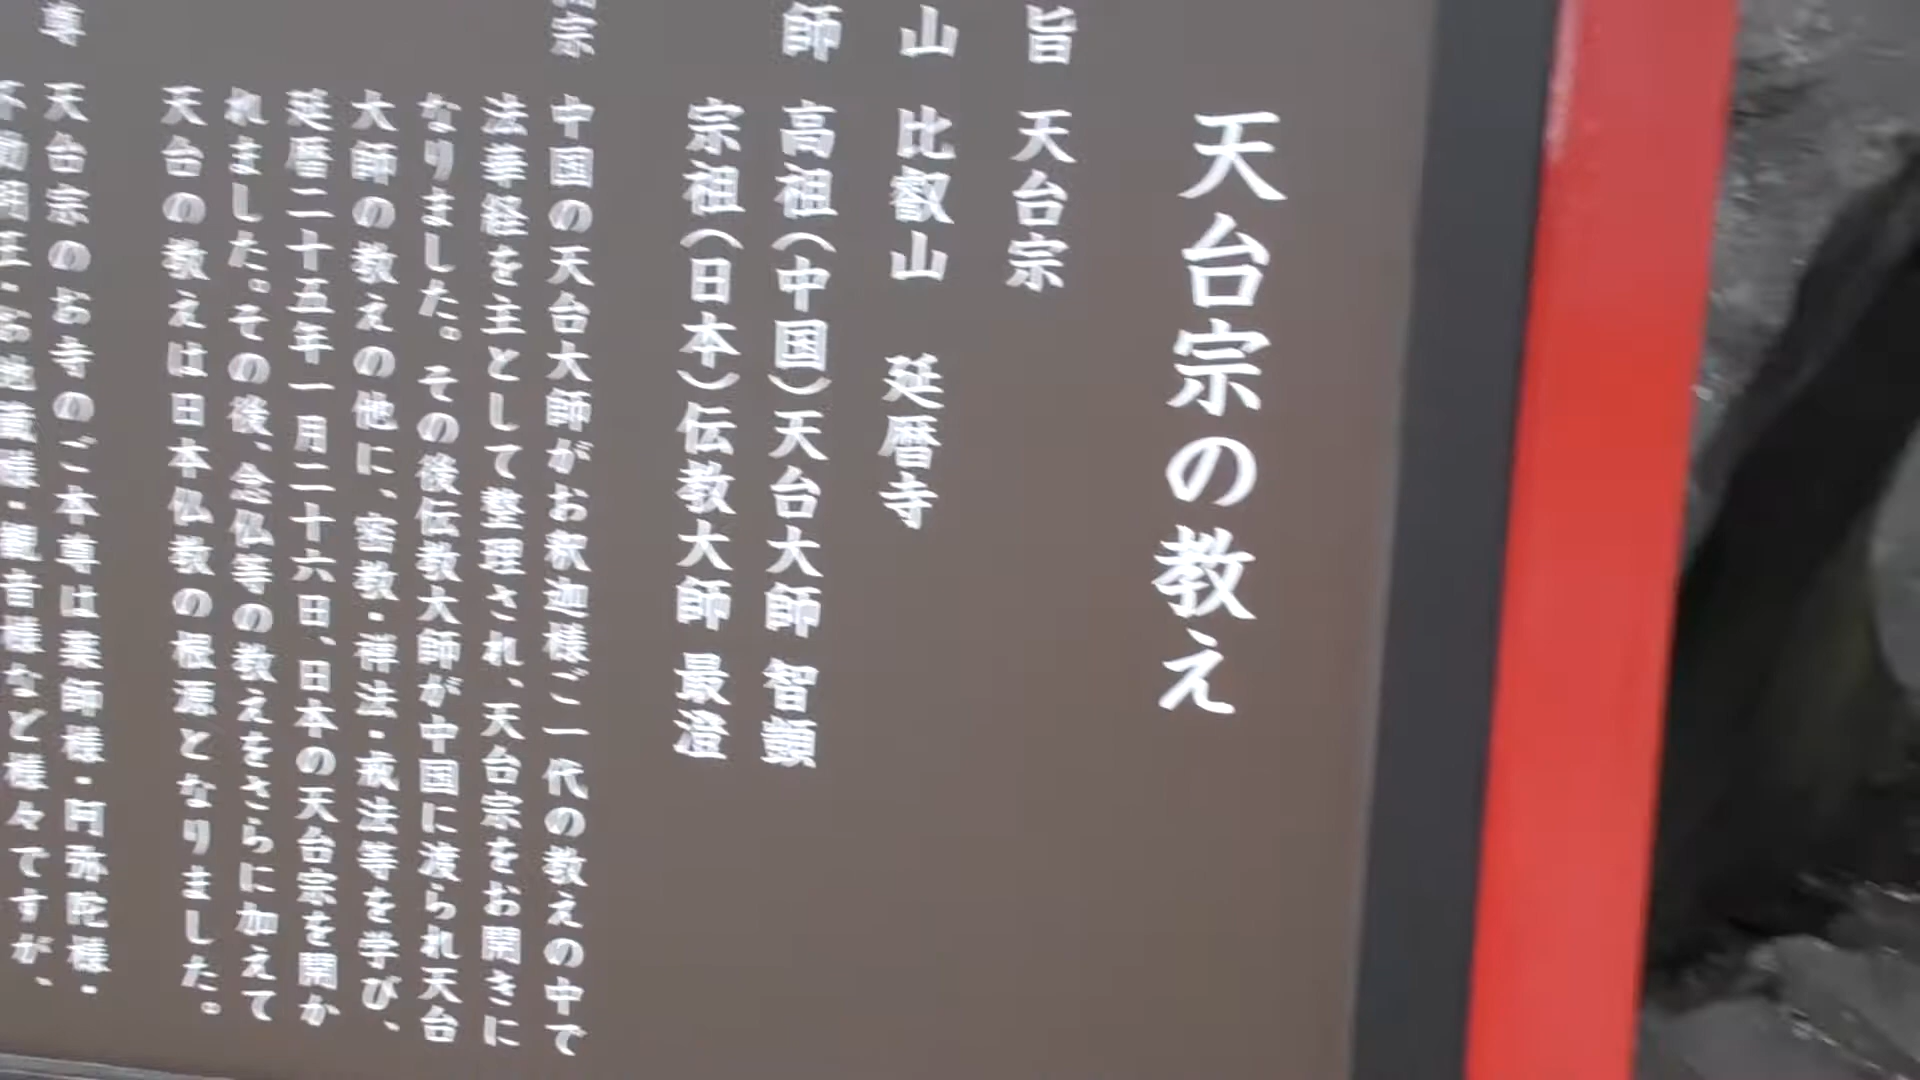 天台宗の教え
旨 天台宗
山 比叡山 延暦寺
師 高祖（中国）天台大師 智顗
宗祖（日本）伝教大師 最澄
宗 中国の天台大師がお釈迦様ご一代の教えの中で
法華経を主として整理され、天台宗をお開きに
なりました。その後伝教大師が中国に渡られ天台
大師の教えの他に、密教・禅法・戒法等を学び、
延暦二十五年一月二十六日、日本の天台宗を開か
れました。その後、念仏等の教えをさらに加えて
天台の教えは日本仏教の根源となりました。
尊 天台宗のお寺のご本尊は薬師様・阿弥陀様・
不動明王・お地蔵様・観音様など様々ですが、